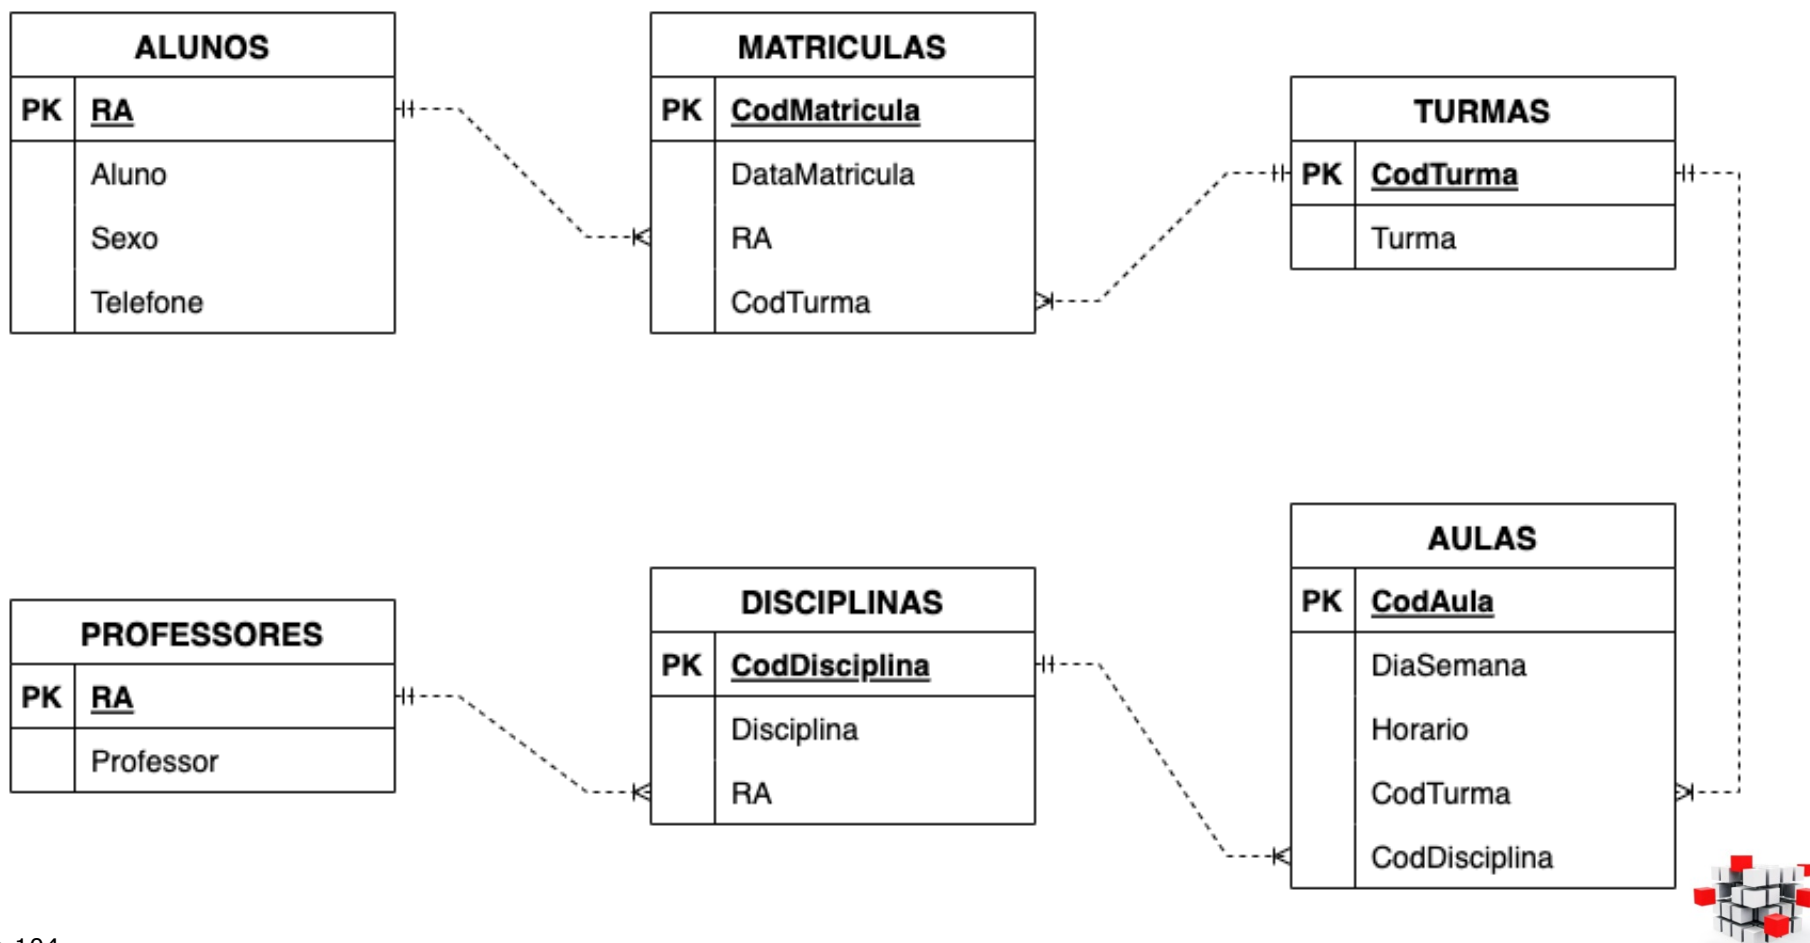 ALUNOS
PK RA
Aluno
Sexo
Telefone
MATRICULAS
PK CodMatricula
DataMatricula
RA
CodTurma
TURMAS
PK CodTurma
Turma
PROFESSORES
PK RA
Professor
DISCIPLINAS
PK CodDisciplina
Disciplina
RA
AULAS
PK CodAula
DiaSemana
Horario
CodTurma
CodDisciplina